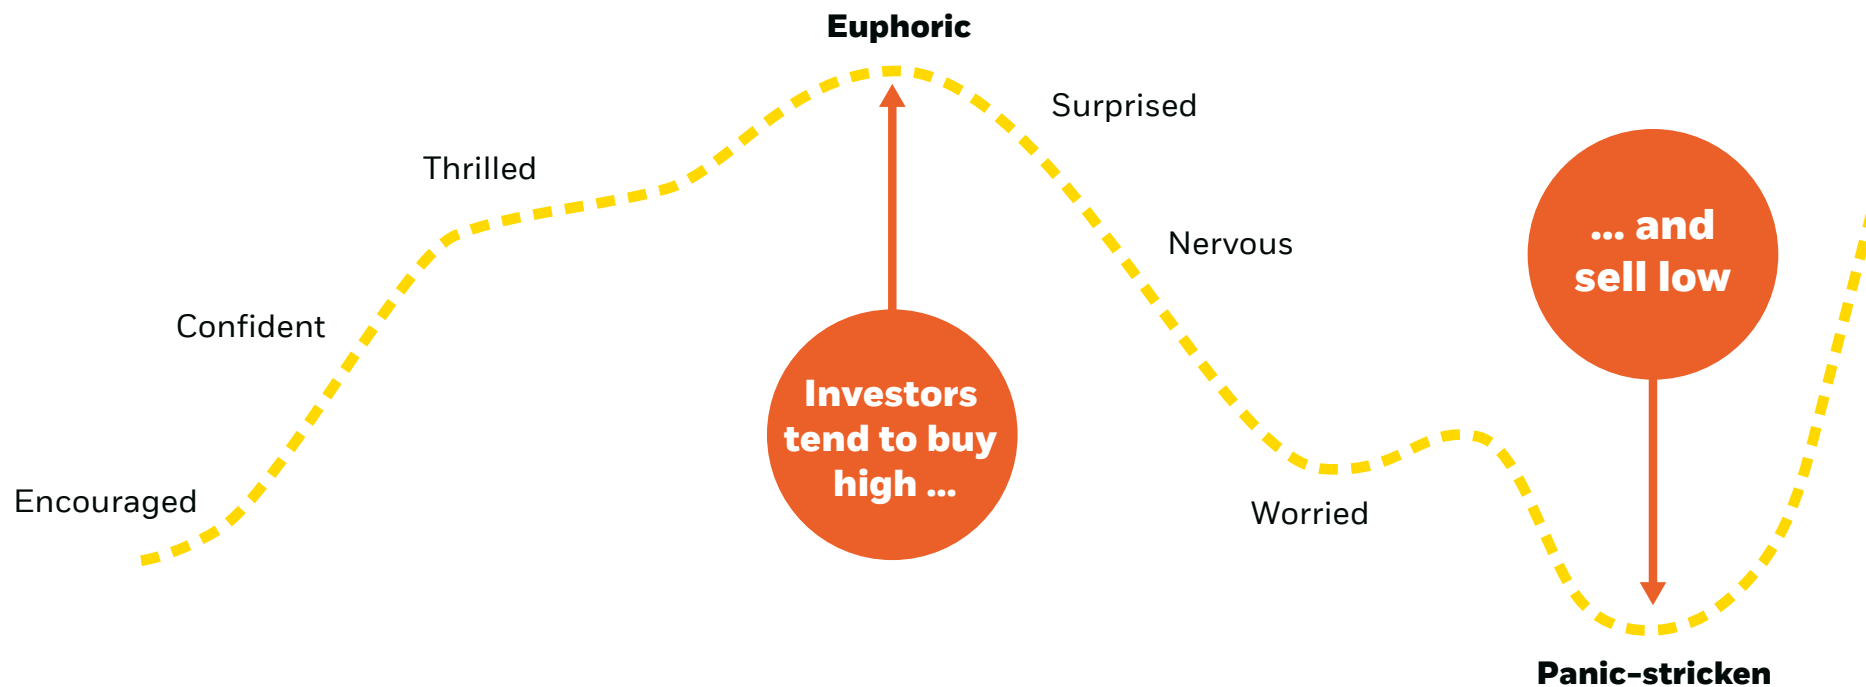 Euphoric
Surprised
Thrilled
... and
sell low
Nervous
Confident
Investors
tend to buy
high ...
Encouraged
Worried
Panic-stricken